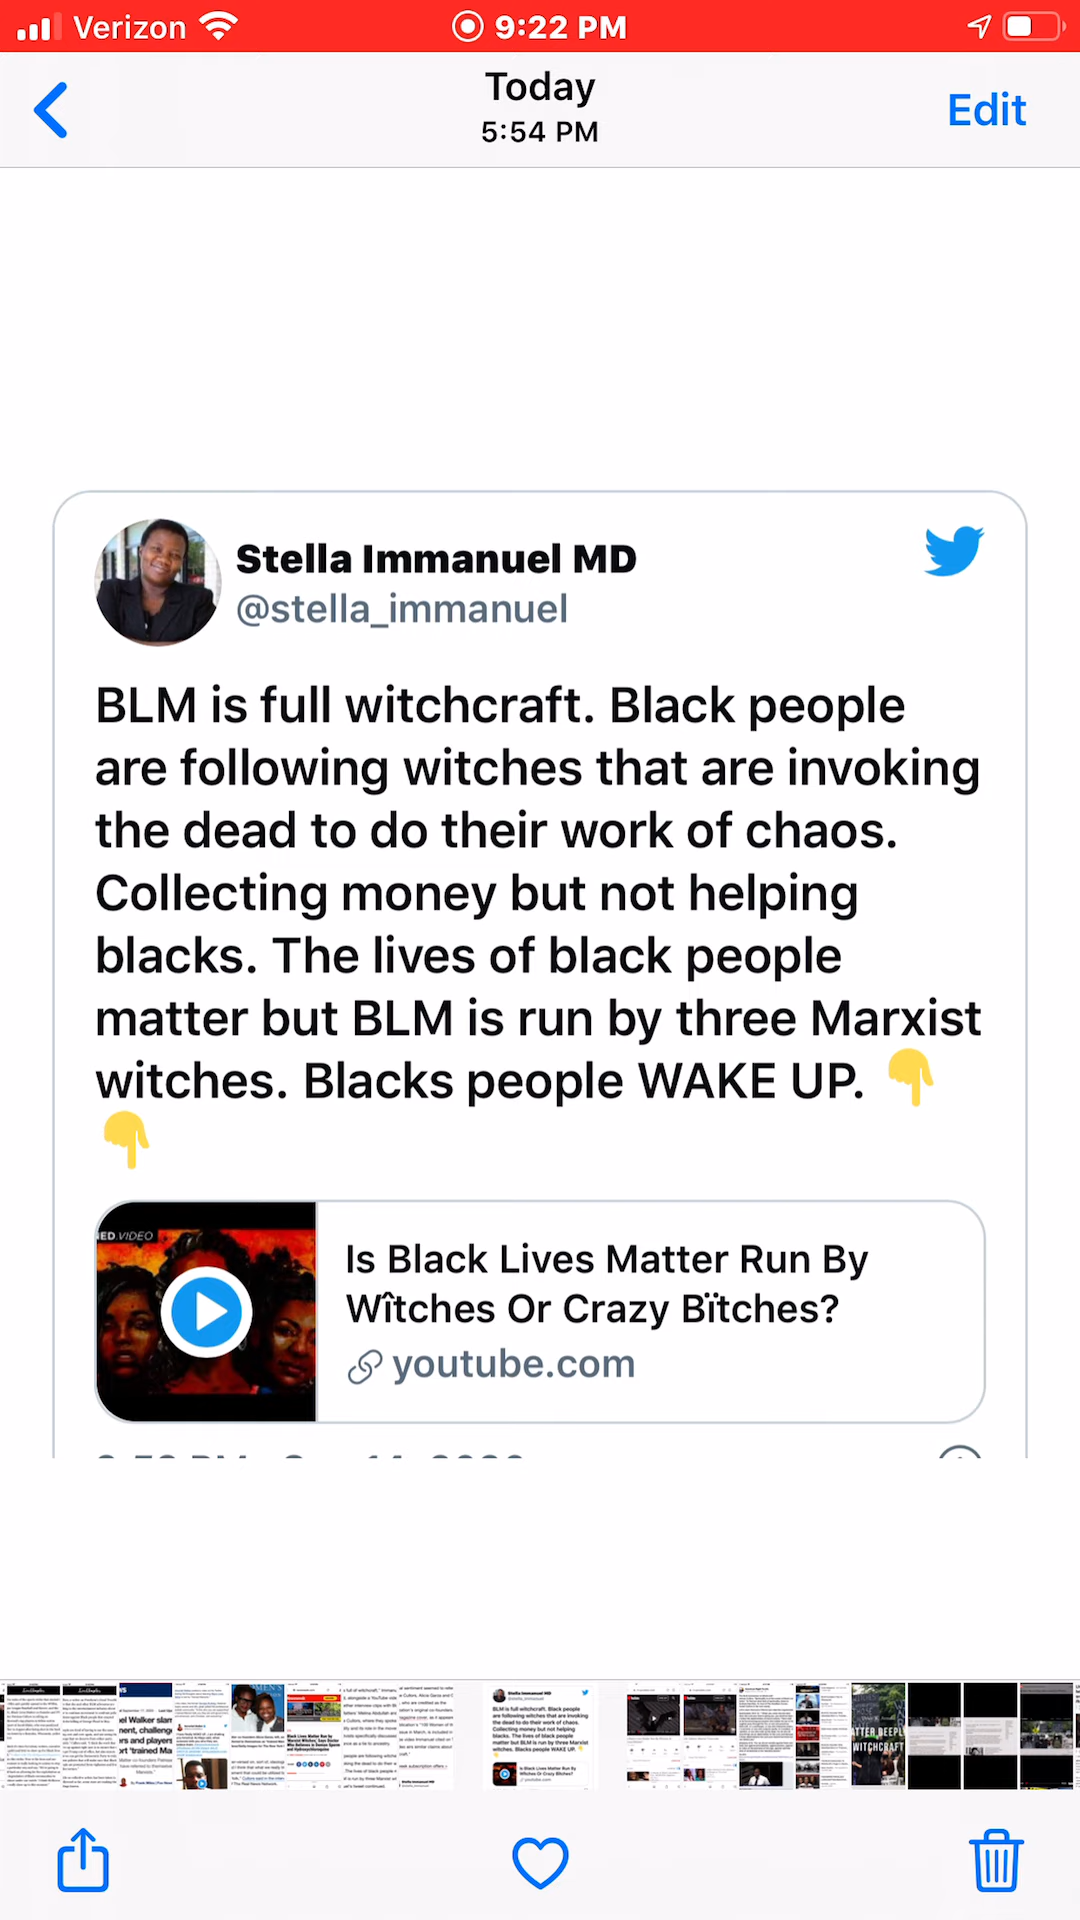 Verizon 9:22 PM
Today
5:54 PM
Edit
Stella Immanuel MD
@stella_immanuel
BLM is full witchcraft. Black people
are following witches that are invoking
the dead to do their work of chaos.
Collecting money but not helping
blacks. The lives of black people
matter but BLM is run by three Marxist
witches. Blacks people WAKE UP. 👇
👇
VIDEO
Is Black Lives Matter Run By
Wîtches Or Crazy Bïtches?
youtube.com